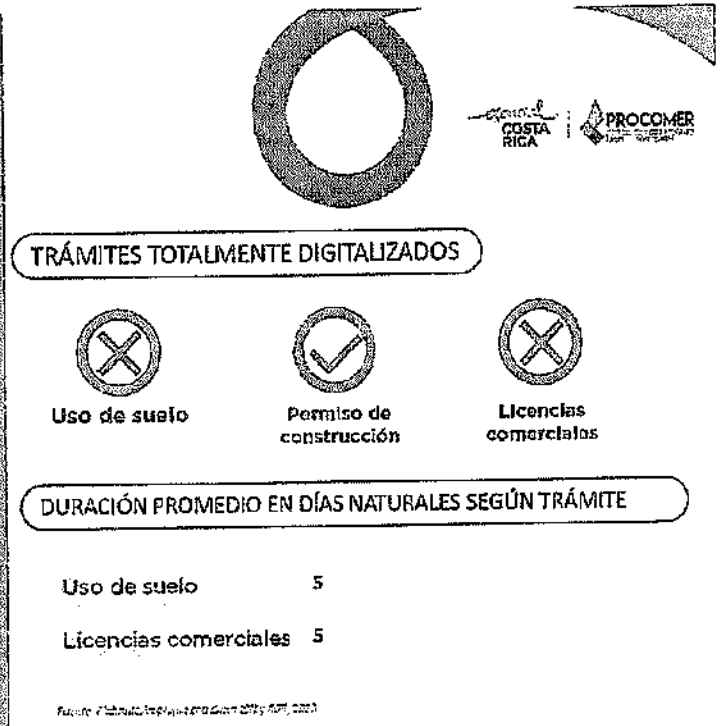 esencial
COSTA
RICA
PROCOMER
TRÁMITES TOTALMENTE DIGITALIZADOS
Uso de suelo
Permiso de
construcción
Licencias
comerciales
DURACIÓN PROMEDIO EN DÍAS NATURALES SEGÚN TRÁMITE
Uso de suelo 5
Licencias comerciales 5